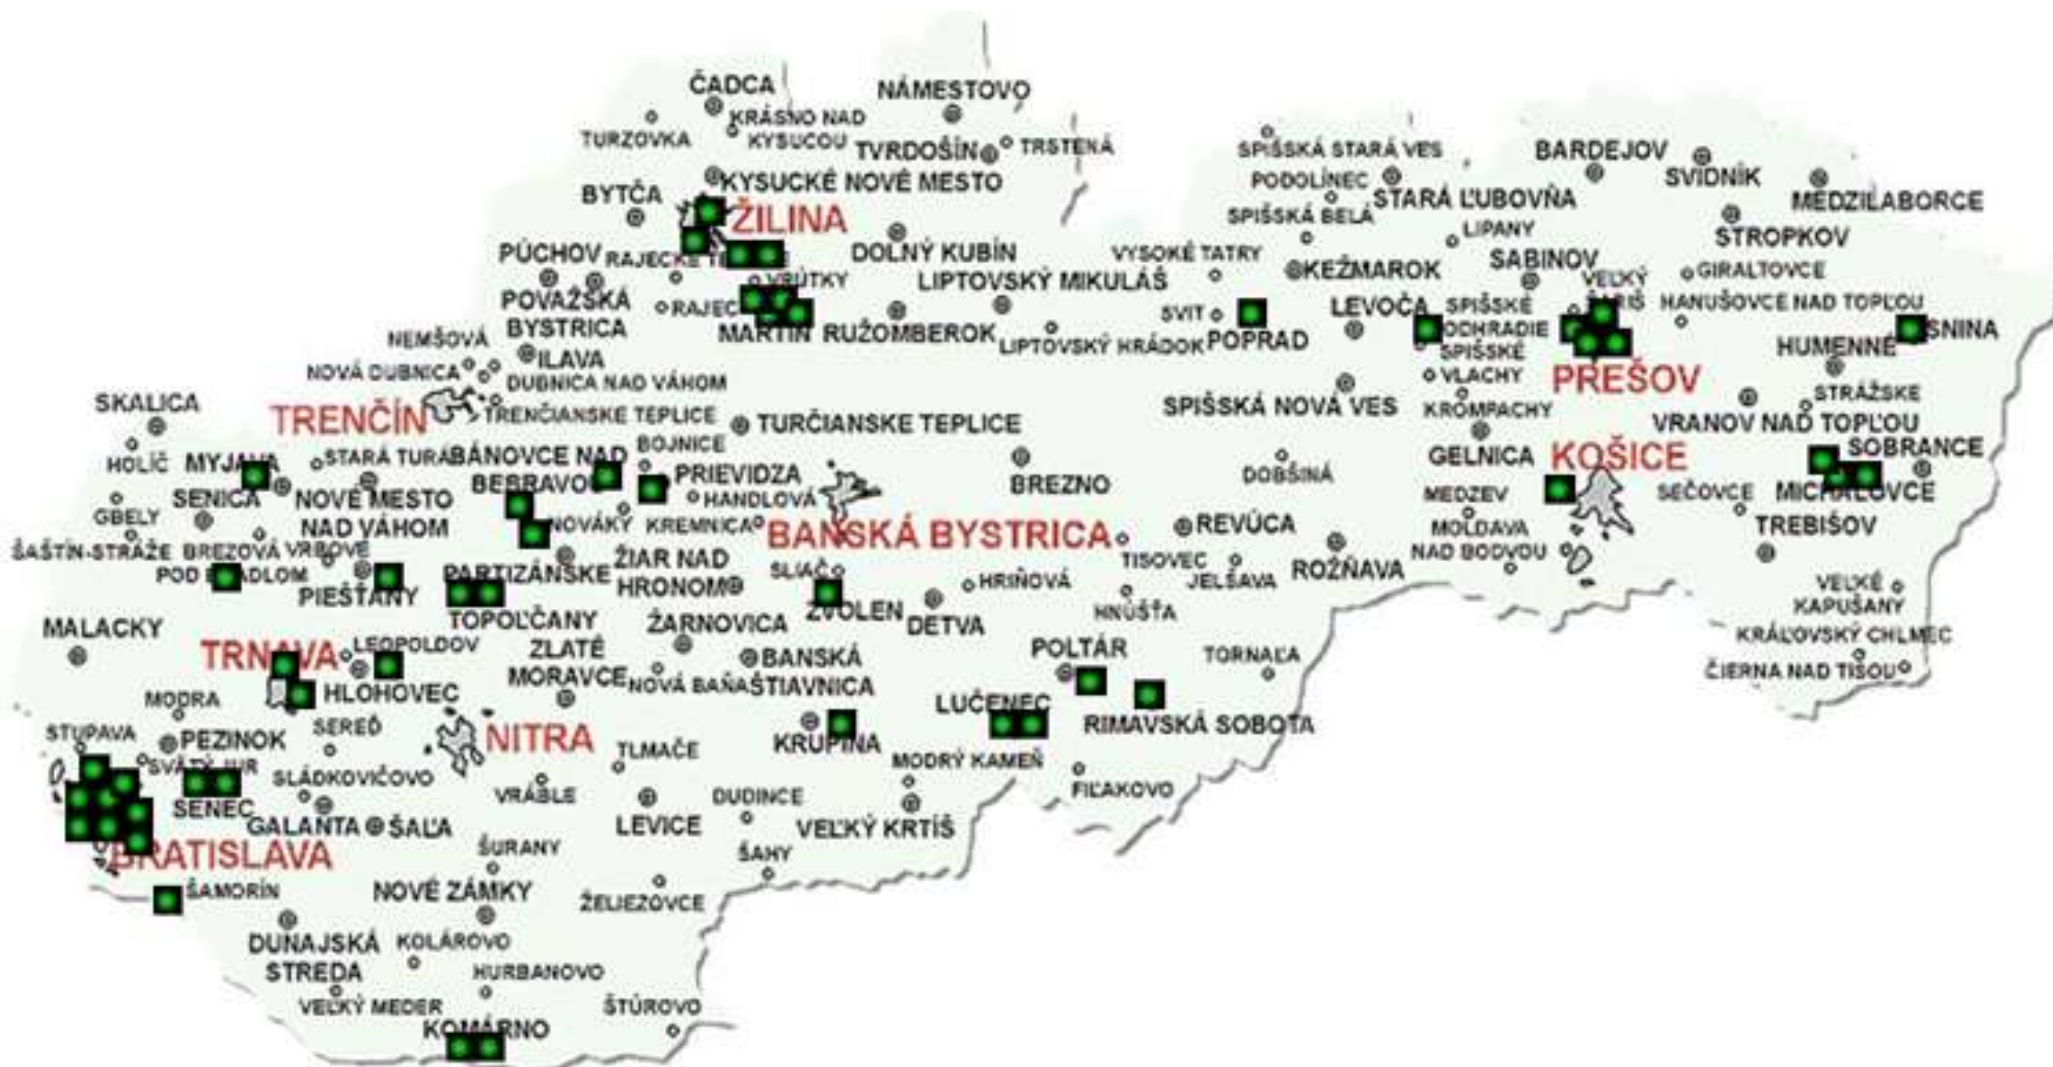 ČADCA
NÁMESTOVO
KRÁSNO NAD
KYSUCOU
TURZOVKA
TVRDOŠÍN
TRSTENÁ
SPIŠSKÁ STARÁ VES
BARDEJOV
SVIDNÍK
MEDZILABORCE
KYSUCKÉ NOVÉ MESTO
BYTČA
PODOLÍNEC
STARÁ ĽUBOVŇA
SPIŠSKÁ BELÁ
LIPANY
STROPKOV
ŽILINA
PÚCHOV
RAJECKÉ
DOLNÝ KUBÍN
VYSOKÉ TATRY
KEŽMAROK
SABINOV
VEĽKÝ
ŠARIŠ
GIRALTOVCE
POVAŽSKÁ
BYSTRICA
RAJEC
VRÚTKY
LIPTOVSKÝ MIKULÁŠ
SVIT
LEVOČA
SPIŠSKÉ
PODHRADIE
HANUŠOVCE NAD TOPĽOU
SNINA
MARTIN
RUŽOMBEROK
LIPTOVSKÝ HRÁDOK
POPRAD
SPIŠSKÉ
VLACHY
HUMENNÉ
NEMŠOVÁ
ILAVA
NOVÁ DUBNICA
DUBNICA NAD VÁHOM
PREŠOV
STRÁŽSKE
SKALICA
TRENČÍN
TRENČIANSKE TEPLICE
TURČIANSKE TEPLICE
SPIŠSKÁ NOVÁ VES
KROMPACHY
VRANOV NAD TOPĽOU
HOLÍČ
MYJAVA
STARÁ TURÁ
BÁNOVCE NAD
BEBRAVOU
BOJNICE
PRIEVIDZA
HANDLOVÁ
BREZNO
DOBŠINÁ
GELNICA
KOŠICE
SOBRANCE
SENICA
NOVÉ MESTO
NAD VÁHOM
MEDZEV
SEČOVCE
MICHALOVCE
GBELY
NOVÁKY
KREMNICA
BANSKÁ BYSTRICA
REVÚCA
MOLDAVA
NAD BODVOU
TREBIŠOV
ŠAŠTÍN-STRÁŽE
BREZOVÁ
POD BRADLOM
VRBOVÉ
PIEŠŤANY
PARTIZÁNSKE
ŽIAR NAD
HRONOM
SLIAČ
HRIŇOVÁ
TISOVEC
JELŠAVA
ROŽŇAVA
VEĽKÉ
KAPUŠANY
MALACKY
TOPOĽČANY
ŽARNOVICA
ZVOLEN
DETVA
HNÚŠŤA
KRÁĽOVSKÝ CHLMEC
TRNAVA
LEOPOLDOV
ZLATÉ
MORAVCE
BANSKÁ
ŠTIAVNICA
POLTÁR
TORNAĽA
ČIERNA NAD TISOU
MODRA
HLOHOVEC
NOVÁ BAŇA
LUČENEC
RIMAVSKÁ SOBOTA
STUPAVA
PEZINOK
SEREĎ
NITRA
TLMAČE
KRUPINA
MODRÝ KAMEŇ
SVÄTÝ JUR
SLÁDKOVIČOVO
VRÁBLE
DUDINCE
FIĽAKOVO
SENEC
GALANTA
ŠAĽA
LEVICE
VEĽKÝ KRTÍŠ
BRATISLAVA
ŠURANY
ŠAHY
ŠAMORÍN
NOVÉ ZÁMKY
ŽELIEZOVCE
DUNAJSKÁ
STREDA
KOLÁROVO
HURBANOVO
VEĽKÝ MEDER
ŠTÚROVO
KOMÁRNO